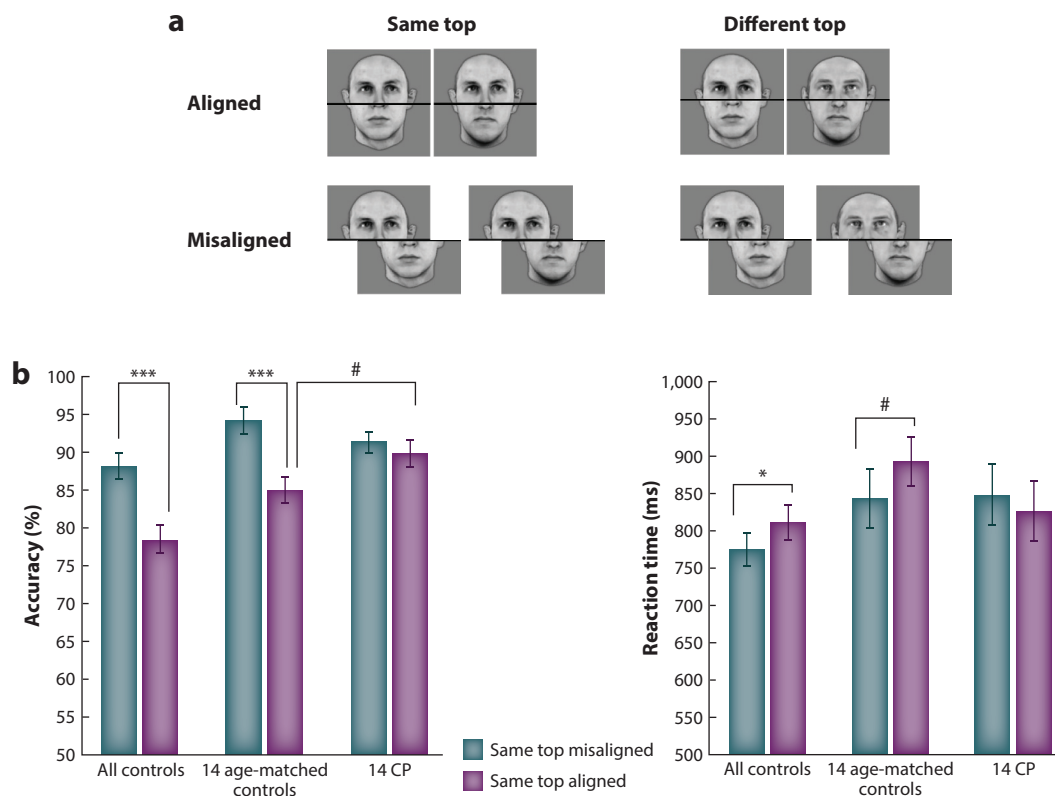 a
Same top
Different top
Aligned
Misaligned
b
Accuracy (%)
100
95
90
85
80
75
70
65
60
55
50
***
***
#
All controls
14 age-matched
controls
14 CP
Same top misaligned
Same top aligned
Reaction time (ms)
1,000
950
900
850
800
750
700
650
600
550
500
*
#
All controls
14 age-matched
controls
14 CP